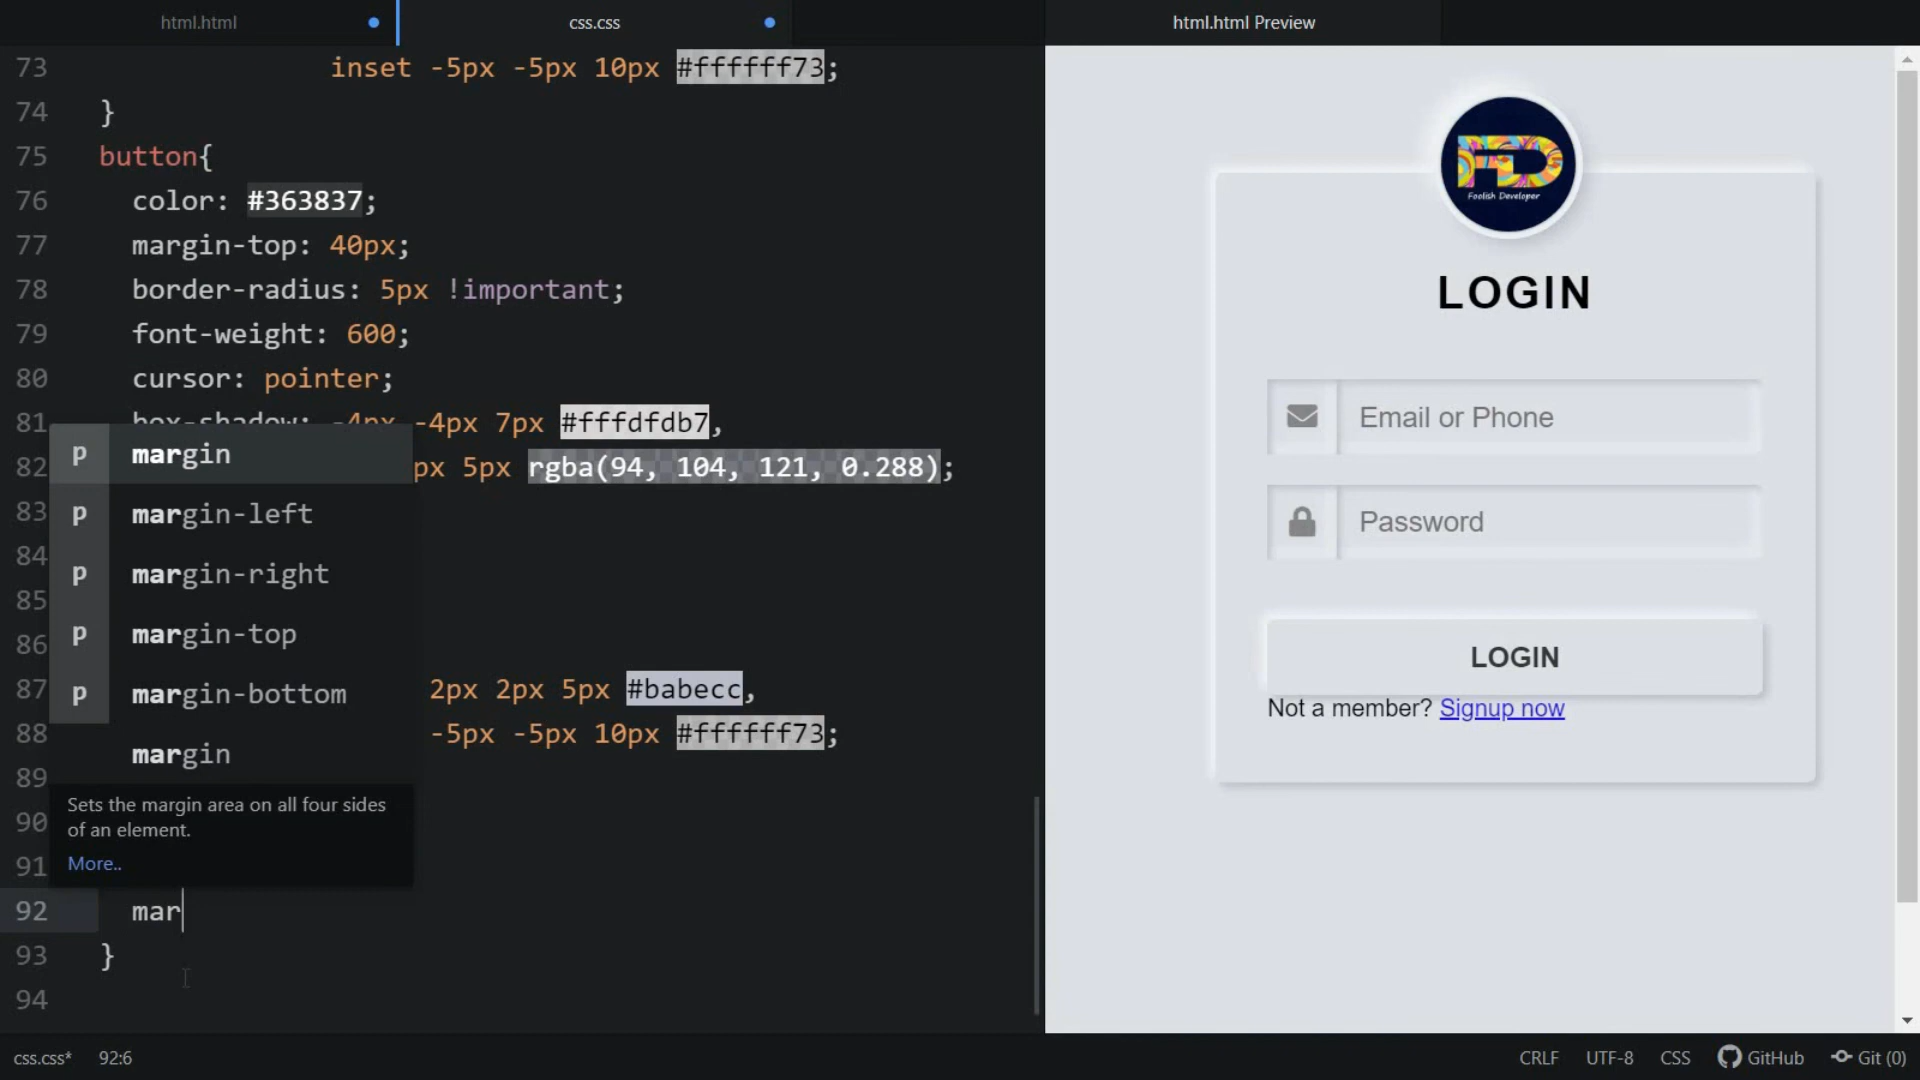 html.html
css.css
html.html Preview
73 inset -5px -5px 10px #ffffff73;
74 }
75 button{
76 color: #363837;
77 margin-top: 40px;
78 border-radius: 5px !important;
79 font-weight: 600;
80 cursor: pointer;
81 box-shadow: -4px -4px 7px #fffdfdb7,
82 px 5px rgba(94, 104, 121, 0.288);
83
84
85
86
87 2px 2px 5px #babecc,
88 -5px -5px 10px #ffffff73;
89
90
91
92 mar
93 }
94
p margin
p margin-left
p margin-right
p margin-top
p margin-bottom
margin
Sets the margin area on all four sides
of an element.
More..
FD
Foolish Developer
LOGIN
Email or Phone
Password
LOGIN
Not a member? Signup now
css.css* 92:6
CRLF UTF-8 CSS GitHub Git (0)